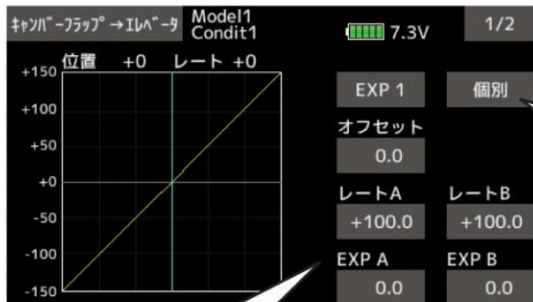 ｷｬﾝﾊﾞｰﾌﾗｯﾌﾟ→ｴﾚﾍﾞｰﾀ
Model1
Condit1
7.3V
1/2
位置 +0 レート +0
+150
+100
+50
+0
-50
-100
-150
EXP 1
個別
オフセット
0.0
レートA
レートB
+100.0
+100.0
EXP A
EXP B
0.0
0.0